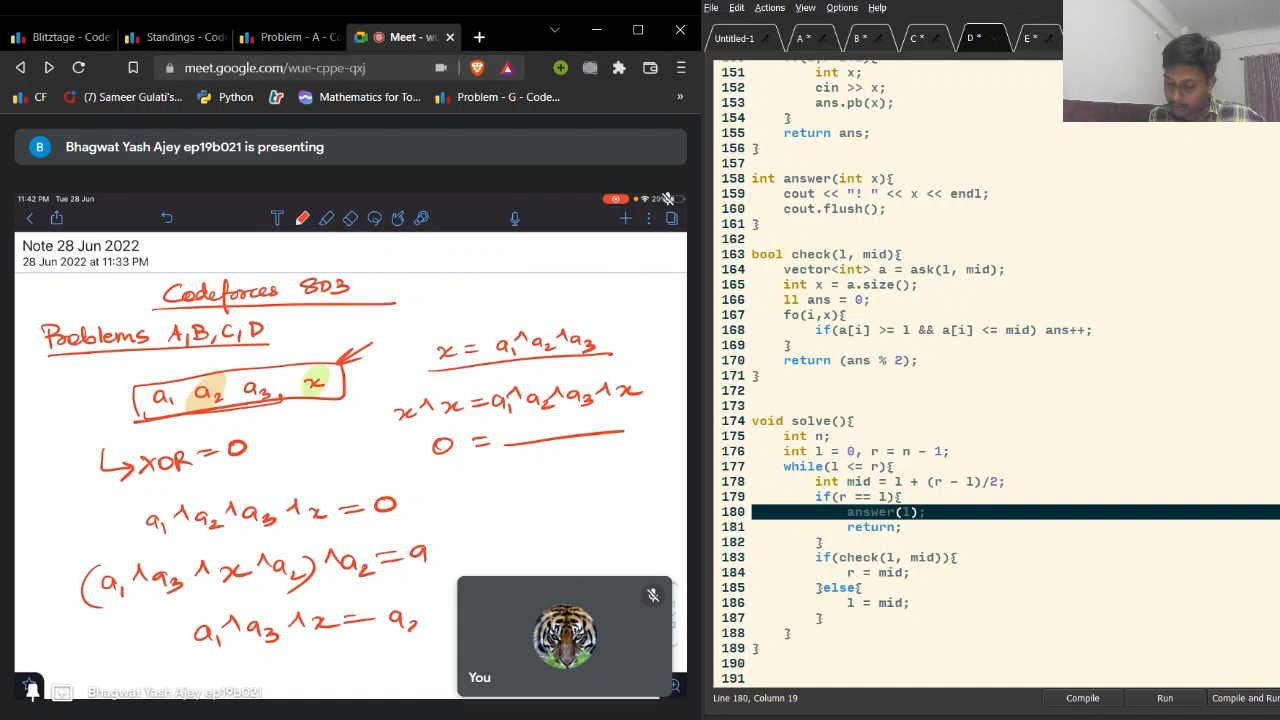 Blitztage - Codef
Standings - Code
Problem - A - Co
Meet - wu
meet.google.com/wue-cppe-qxj
CF
(7) Sameer Gulati's...
Python
Mathematics for To...
Problem - G - Code...
»
B
Bhagwat Yash Ajey ep19b021 is presenting
11:42 PM Tue 28 Jun
Note 28 Jun 2022
28 Jun 2022 at 11:33 PM
Codeforces 803
Problems A,B,C,D
a₁ a₂ a₃, x
x = a₁^a₂^a₃
x^x = a₁^a₂^a₃^x
0 =
XOR = 0
a₁^a₂^a₃^x = 0
(a₁^a₃^x^a₂)^a₂ = a
a₁^a₃^x = a₂
You
Bhagwat Yash Ajey ep19b021
File Edit Actions View Options Help
Untitled-1 A * B * C * D * E *
151 int x;
152 cin >> x;
153 ans.pb(x);
154 }
155 return ans;
156 }
157
158 int answer(int x){
159 cout << "! " << x << endl;
160 cout.flush();
161 }
162
163 bool check(l, mid){
164 vector<int> a = ask(l, mid);
165 int x = a.size();
166 ll ans = 0;
167 fo(i,x){
168 if(a[i] >= l && a[i] <= mid) ans++;
169 }
170 return (ans % 2);
171 }
172
173
174 void solve(){
175 int n;
176 int l = 0, r = n - 1;
177 while(l <= r){
178 int mid = l + (r - l)/2;
179 if(r == l){
180 answer(l);
181 return;
182 }
183 if(check(l, mid)){
184 r = mid;
185 }else{
186 l = mid;
187 }
188 }
189 }
190
191
Line 180, Column 19
Compile
Run
Compile and Run